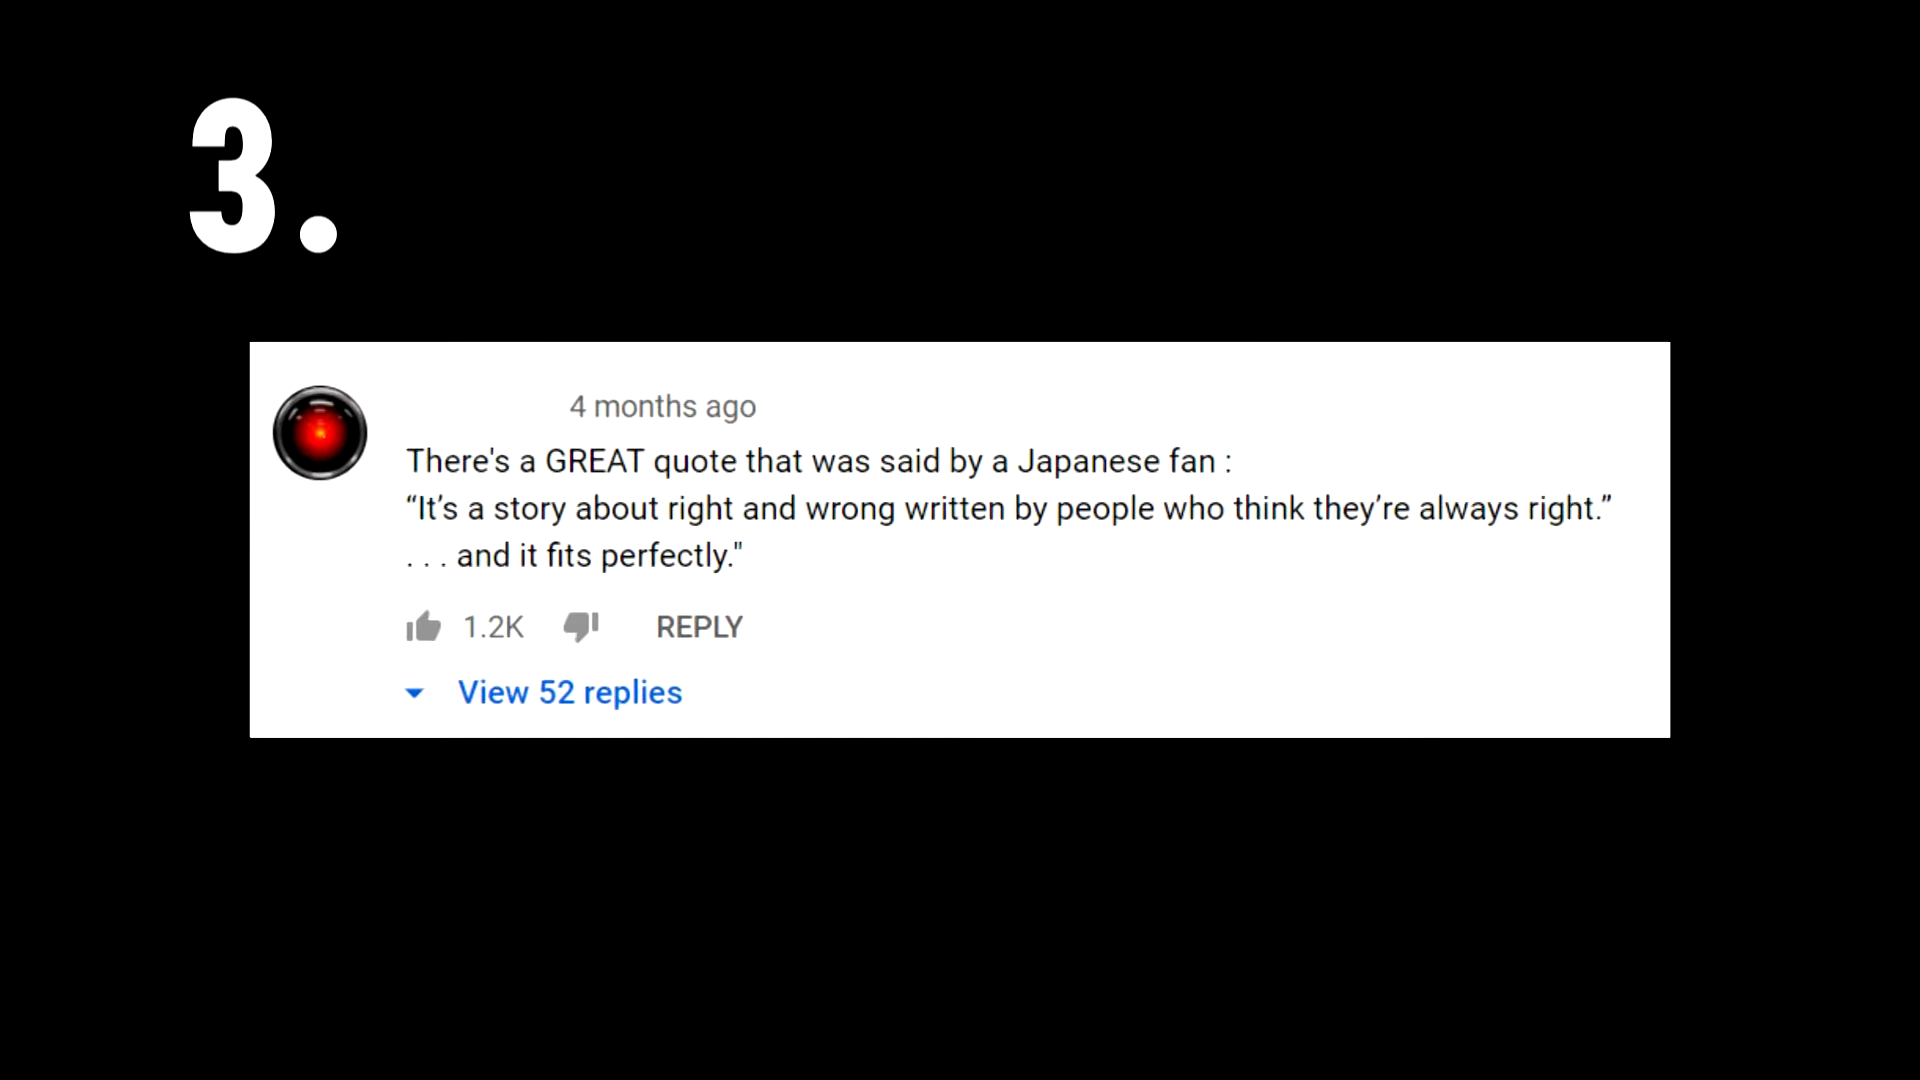 3.
4 months ago
There's a GREAT quote that was said by a Japanese fan :
“It’s a story about right and wrong written by people who think they’re always right.”
. . . and it fits perfectly."
1.2K REPLY
View 52 replies